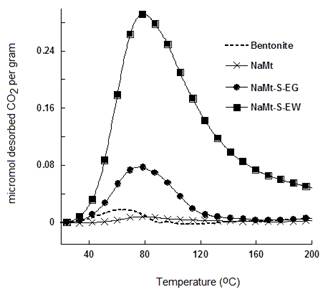 micromol desorbed CO2 per gram
0.24
0.16
0.08
0
Bentonite
NaMt
NaMt-S-EG
NaMt-S-EW
40
80
120
160
200
Temperature (ºC)